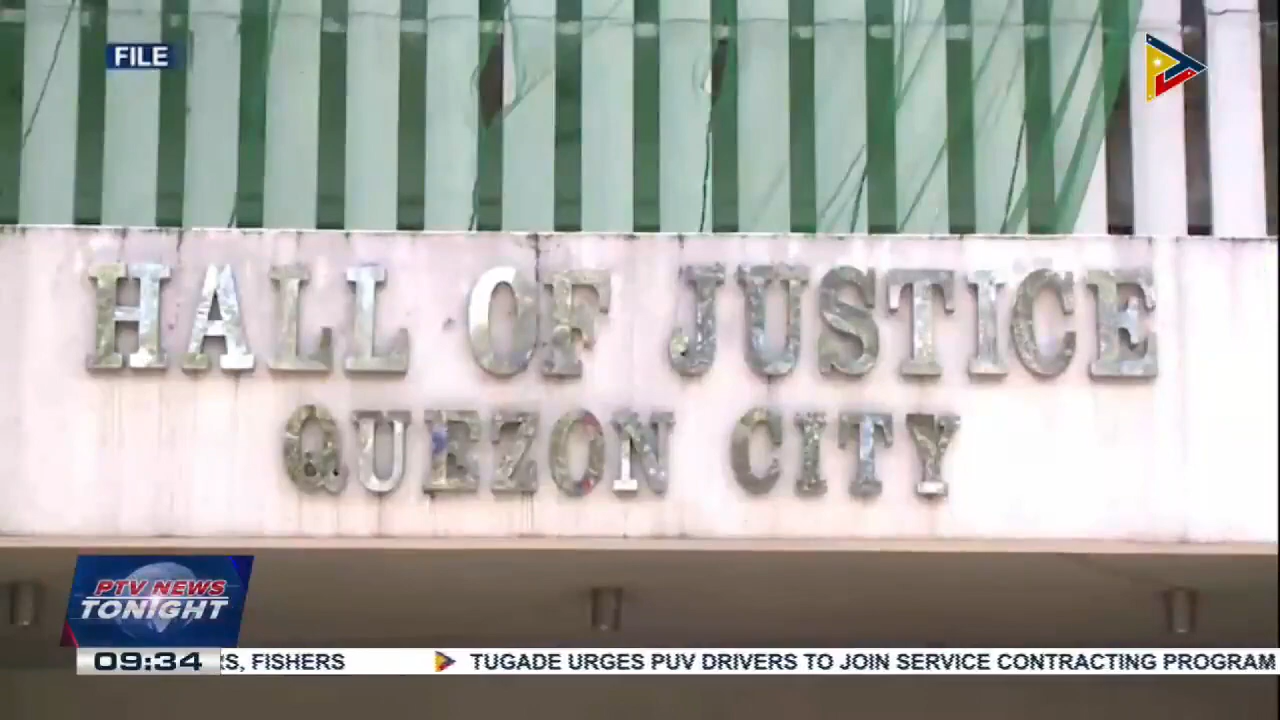 FILE
HALL OF JUSTICE
QUEZON CITY
PTV NEWS
TONIGHT
09:34
FISHERS
TUGADE URGES PUV DRIVERS TO JOIN SERVICE CONTRACTING PROGRAM